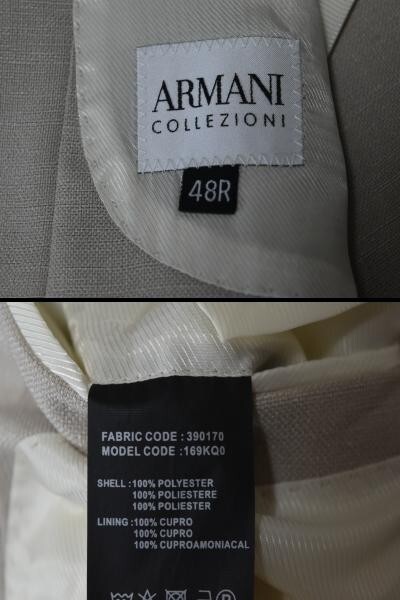 ARMANI
COLLEZIONI
48R
FABRIC CODE : 390170
MODEL CODE : 169KQ0
SHELL : 100% POLYESTER
100% POLIESTERE
100% POLIESTER
LINING : 100% CUPRO
100% CUPRO
100% CUPROAMONIACAL